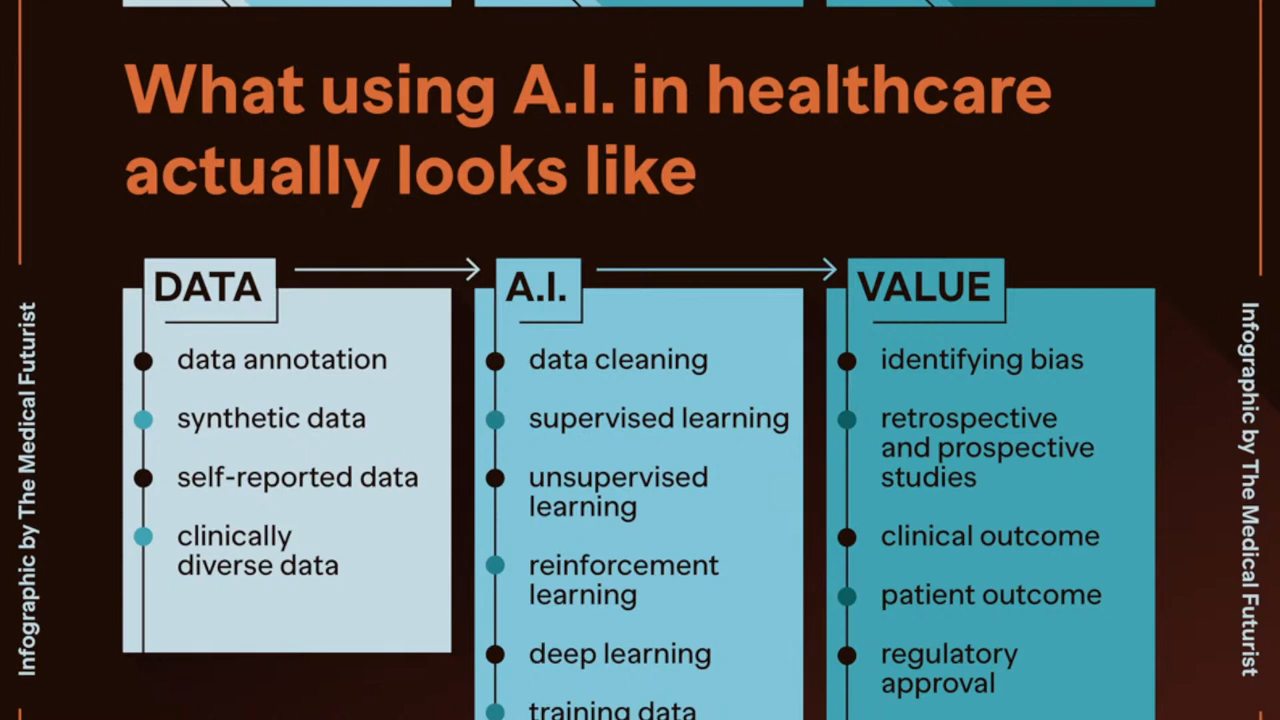 What using A.I. in healthcare
actually looks like
DATA
data annotation
synthetic data
self-reported data
clinically
diverse data
A.I.
data cleaning
supervised learning
unsupervised
learning
reinforcement
learning
deep learning
training data
VALUE
identifying bias
retrospective
and prospective
studies
clinical outcome
patient outcome
regulatory
approval
Infographic by The Medical Futurist
Infographic by The Medical Futurist